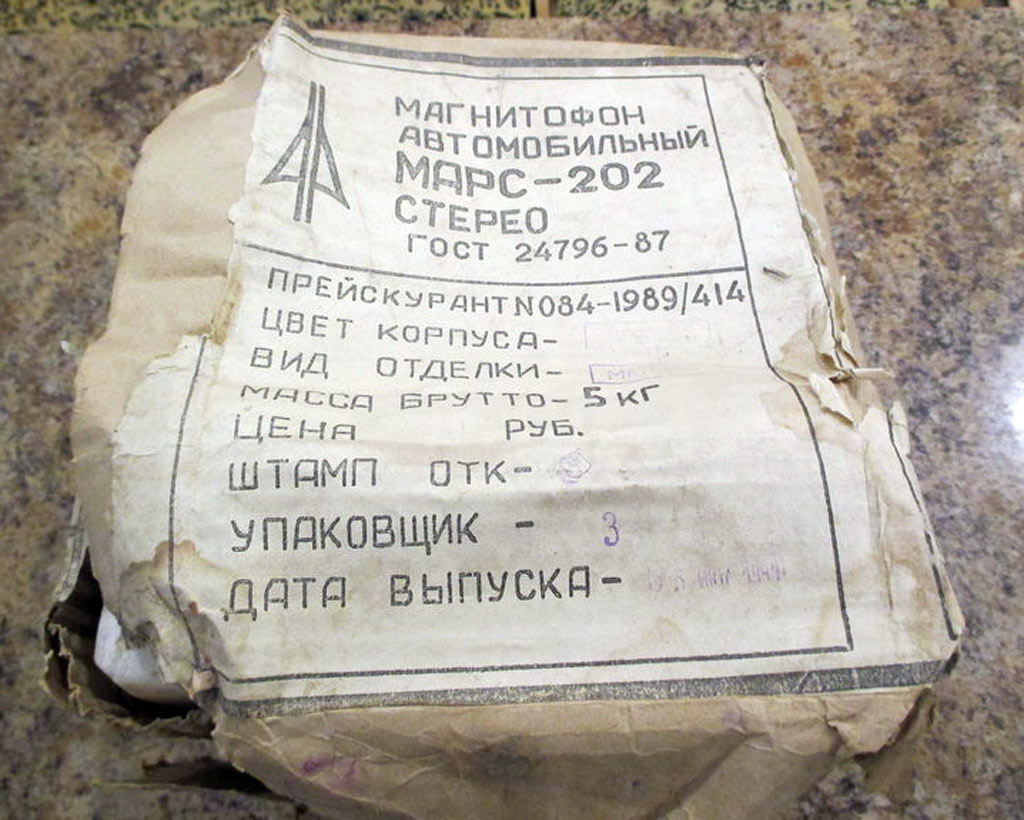 МАГНИТОФОН
АВТОМОБИЛЬНЫЙ
МАРС-202
СТЕРЕО
ГОСТ 24796-87
ПРЕЙСКУРАНТ N084-1989/414
ЦВЕТ КОРПУСА-
ВИД ОТДЕЛКИ-
МАССА БРУТТО- 5 КГ
ЦЕНА РУБ.
ШТАМП ОТК-
УПАКОВЩИК - 3
ДАТА ВЫПУСКА-